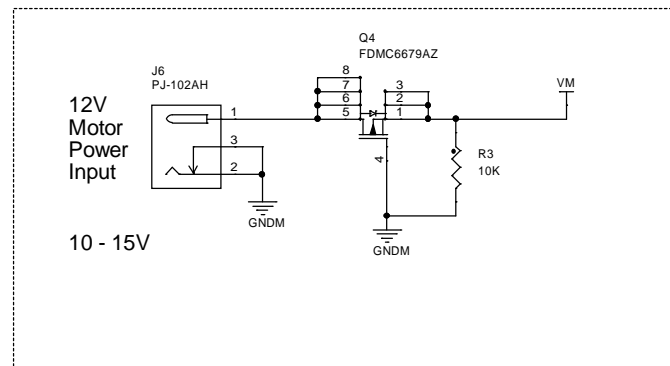 Q4
FDMC6679AZ
J6
PJ-102AH
VM
8
7
6
5
3
2
1
4
12V
Motor
Power
Input
1
3
2
R3
10K
GNDM
GNDM
10 - 15V